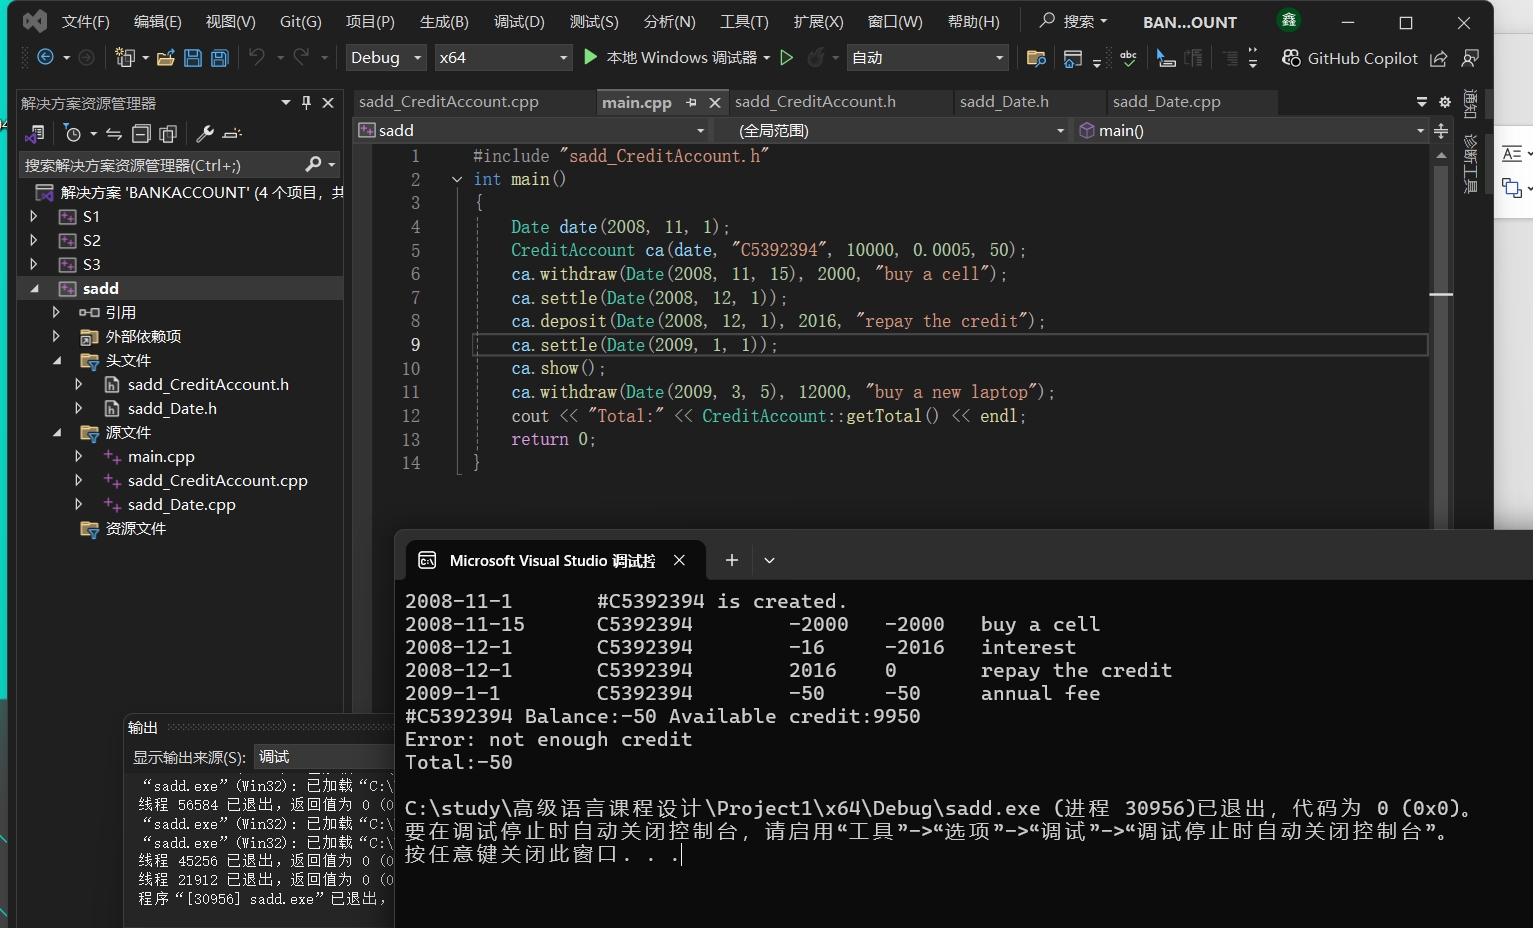 文件(F) 编辑(E) 视图(V) Git(G) 项目(P) 生成(B) 调试(D) 测试(S) 分析(N) 工具(T) 扩展(X) 窗口(W) 帮助(H) 搜索 BAN...OUNT 鑫
Debug x64 本地 Windows 调试器 自动 GitHub Copilot
解决方案资源管理器
搜索解决方案资源管理器(Ctrl+;)
解决方案 'BANKACCOUNT' (4 个项目，共
S1
S2
S3
sadd
引用
外部依赖项
头文件
sadd_CreditAccount.h
sadd_Date.h
源文件
main.cpp
sadd_CreditAccount.cpp
sadd_Date.cpp
资源文件
sadd_CreditAccount.cpp main.cpp sadd_CreditAccount.h sadd_Date.h sadd_Date.cpp
sadd (全局范围) main()
1 #include "sadd_CreditAccount.h"
2 int main()
3 {
4 Date date(2008, 11, 1);
5 CreditAccount ca(date, "C5392394", 10000, 0.0005, 50);
6 ca.withdraw(Date(2008, 11, 15), 2000, "buy a cell");
7 ca.settle(Date(2008, 12, 1));
8 ca.deposit(Date(2008, 12, 1), 2016, "repay the credit");
9 ca.settle(Date(2009, 1, 1));
10 ca.show();
11 ca.withdraw(Date(2009, 3, 5), 12000, "buy a new laptop");
12 cout << "Total:" << CreditAccount::getTotal() << endl;
13 return 0;
14 }
通知
诊断工具
输出
显示输出来源(S): 调试
“sadd.exe”(Win32): 已加载“C:\
线程 56584 已退出，返回值为 0 (0
“sadd.exe”(Win32): 已加载“C:\
“sadd.exe”(Win32): 已加载“C:\
线程 45256 已退出，返回值为 0 (0
线程 21912 已退出，返回值为 0 (0
程序“[30956] sadd.exe”已退出，
Microsoft Visual Studio 调试控
2008-11-1 #C5392394 is created.
2008-11-15 C5392394 -2000 -2000 buy a cell
2008-12-1 C5392394 -16 -2016 interest
2008-12-1 C5392394 2016 0 repay the credit
2009-1-1 C5392394 -50 -50 annual fee
#C5392394 Balance:-50 Available credit:9950
Error: not enough credit
Total:-50
C:\study\高级语言课程设计\Project1\x64\Debug\sadd.exe (进程 30956)已退出，代码为 0 (0x0)。
要在调试停止时自动关闭控制台，请启用“工具”->“选项”->“调试”->“调试停止时自动关闭控制台”。
按任意键关闭此窗口. . .